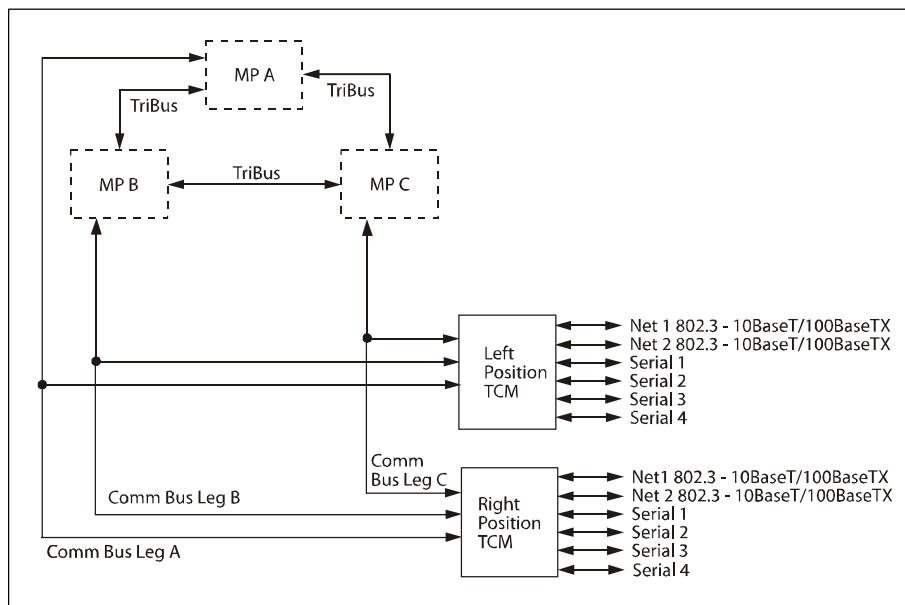 MP A
TriBus
TriBus
MP B
TriBus
MP C
Left
Position
TCM
Net 1 802.3 - 10BaseT/100BaseTX
Net 2 802.3 - 10BaseT/100BaseTX
Serial 1
Serial 2
Serial 3
Serial 4
Comm
Bus Leg C
Comm Bus Leg B
Comm Bus Leg A
Right
Position
TCM
Net1 802.3 - 10BaseT/100BaseTX
Net 2 802.3 - 10BaseT/100BaseTX
Serial 1
Serial 2
Serial 3
Serial 4